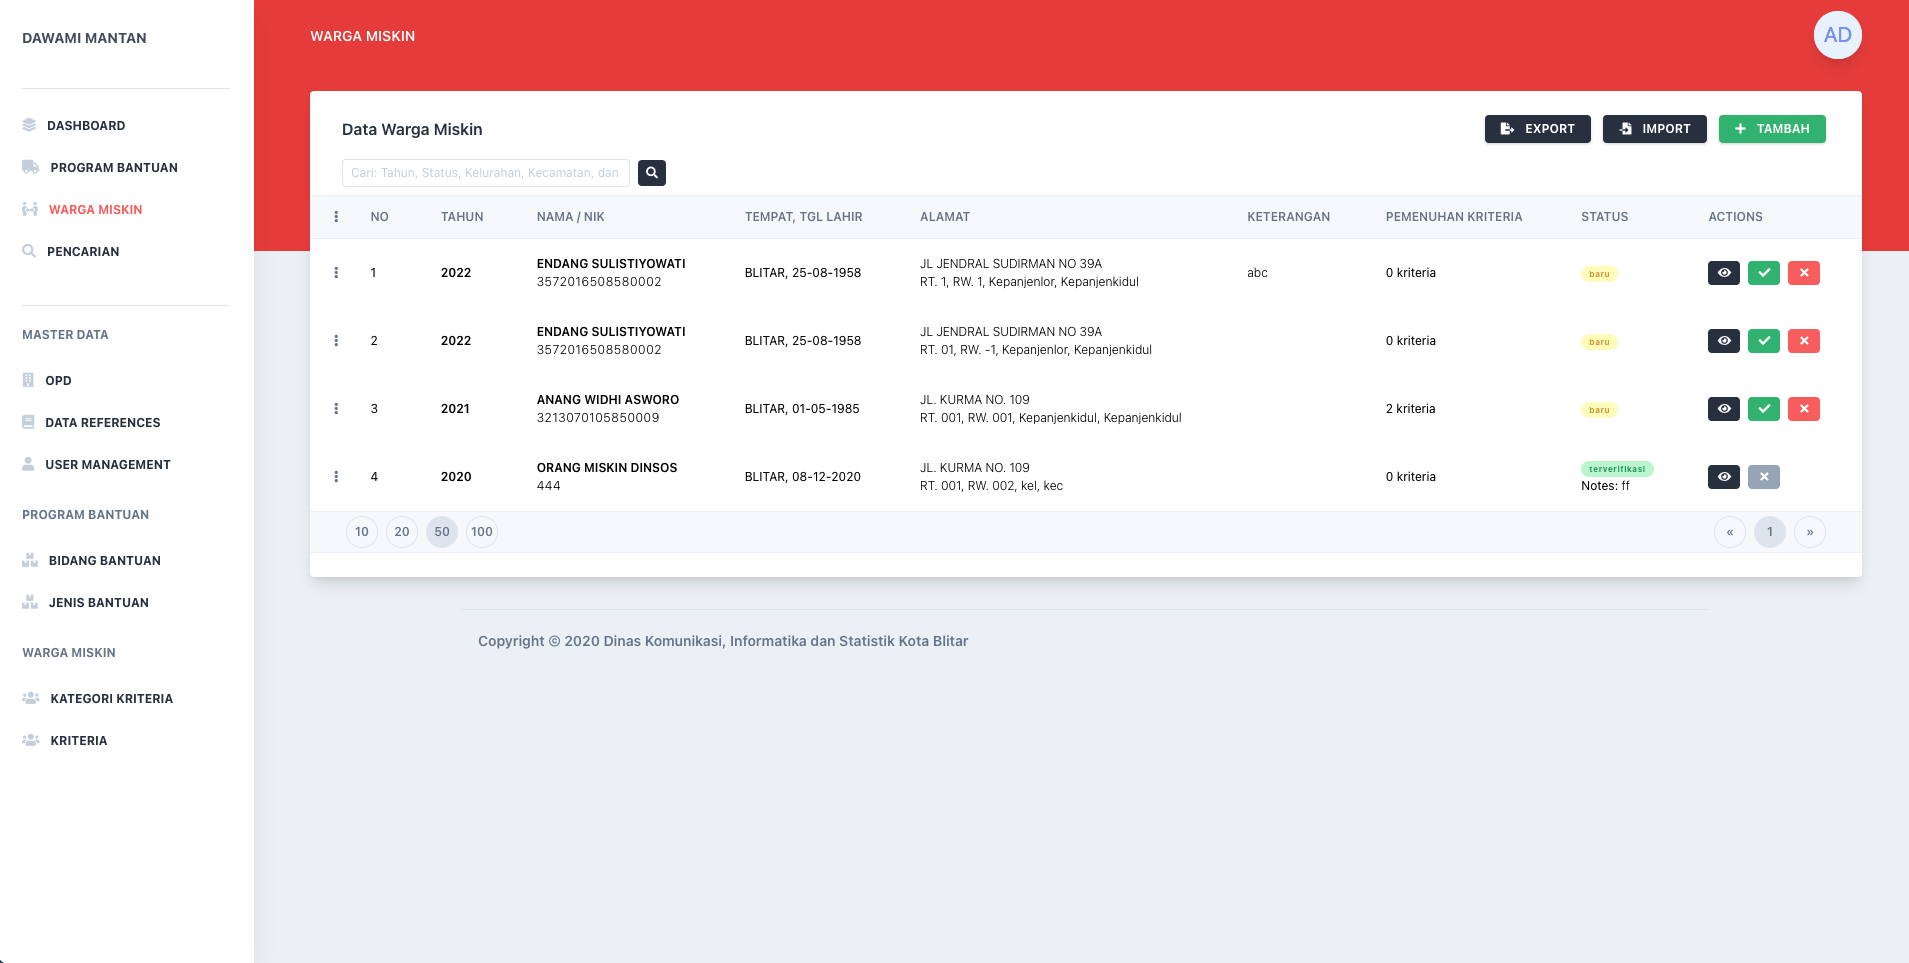 DAWAMI MANTAN
DASHBOARD
PROGRAM BANTUAN
WARGA MISKIN
PENCARIAN
MASTER DATA
OPD
DATA REFERENCES
USER MANAGEMENT
PROGRAM BANTUAN
BIDANG BANTUAN
JENIS BANTUAN
WARGA MISKIN
KATEGORI KRITERIA
KRITERIA
WARGA MISKIN
AD
Data Warga Miskin
EXPORT IMPORT TAMBAH
Cari: Tahun, Status, Kelurahan, Kecamatan, dan
NO TAHUN NAMA / NIK TEMPAT, TGL LAHIR ALAMAT KETERANGAN PEMENUHAN KRITERIA STATUS ACTIONS
1 2022 ENDANG SULISTIYOWATI BLITAR, 25-08-1958 JL JENDRAL SUDIRMAN NO 39A abc 0 kriteria baru
3572016508580002 RT. 1, RW. 1, Kepanjenlor, Kepanjenkidul
2 2022 ENDANG SULISTIYOWATI BLITAR, 25-08-1958 JL JENDRAL SUDIRMAN NO 39A 0 kriteria baru
3572016508580002 RT. 01, RW. -1, Kepanjenlor, Kepanjenkidul
3 2021 ANANG WIDHI ASWORO BLITAR, 01-05-1985 JL. KURMA NO. 109 2 kriteria baru
3213070105850009 RT. 001, RW. 001, Kepanjenkidul, Kepanjenkidul
4 2020 ORANG MISKIN DINSOS BLITAR, 08-12-2020 JL. KURMA NO. 109 0 kriteria terverifikasi
444 RT. 001, RW. 002, kel, kec Notes: ff
10 20 50 100 « 1 »
Copyright © 2020 Dinas Komunikasi, Informatika dan Statistik Kota Blitar